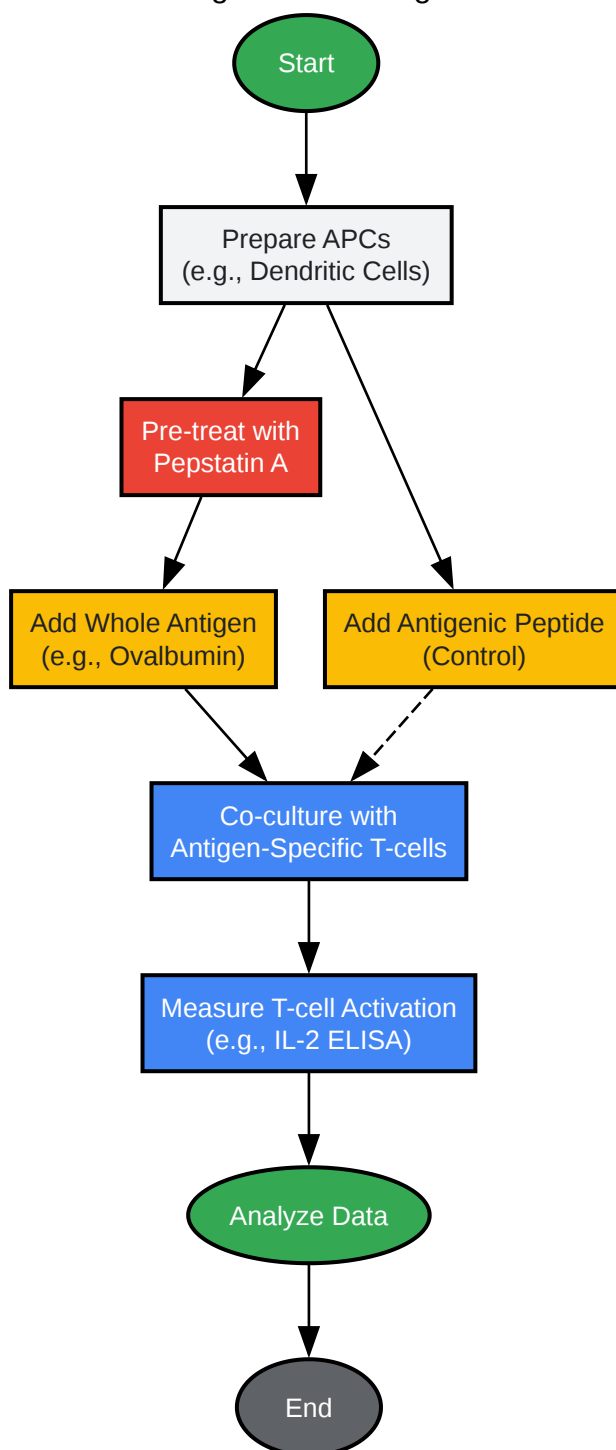 Start
Prepare APCs
(e.g., Dendritic Cells)
Pre-treat with
Pepstatin A
Add Whole Antigen
(e.g., Ovalbumin)
Add Antigenic Peptide
(Control)
Co-culture with
Antigen-Specific T-cells
Measure T-cell Activation
(e.g., IL-2 ELISA)
Analyze Data
End